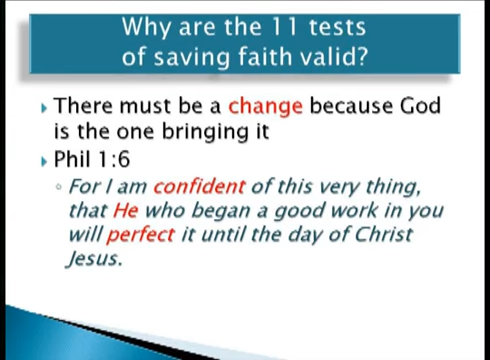 Why are the 11 tests
of saving faith valid?
There must be a change because God
is the one bringing it
Phil 1:6
For I am confident of this very thing,
that He who began a good work in you
will perfect it until the day of Christ
Jesus.